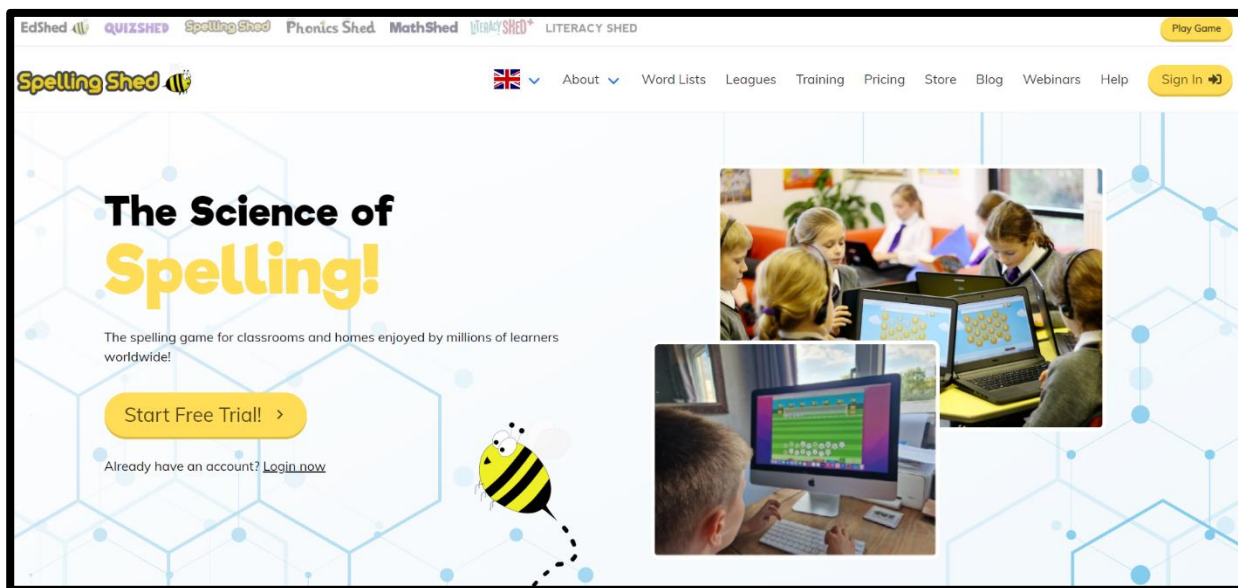 EdShed QUIZSHED Spelling Shed Phonics Shed MathShed LITERACY SHED+ LITERACY SHED Play Game
Spelling Shed About Word Lists Leagues Training Pricing Store Blog Webinars Help Sign In
The Science of
Spelling!
The spelling game for classrooms and homes enjoyed by millions of learners
worldwide!
Start Free Trial! >
Already have an account? Login now